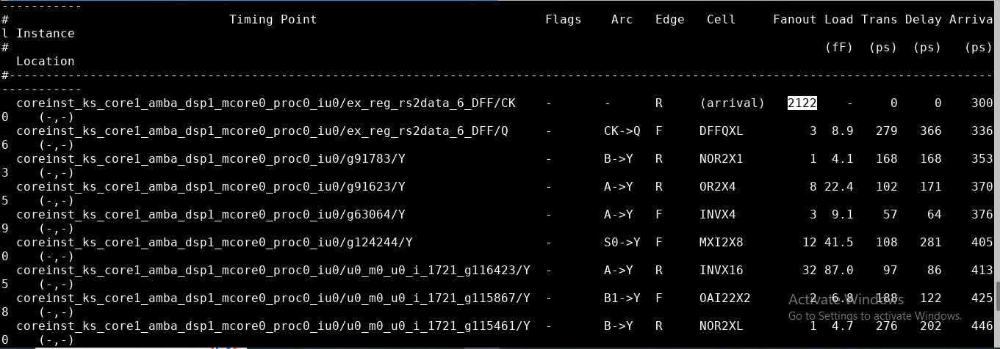 -----------
#                              Timing Point                               Flags    Arc   Edge   Cell     Fanout Load Trans Delay Arriva
l Instance
#                                                                                                               (fF)  (ps)  (ps)   (ps)
  Location
#--------------------------------------------------------------------------------------------------------------------------------------
-----------
  coreinst_ks_core1_amba_dsp1_mcore0_proc0_iu0/ex_reg_rs2data_6_DFF/CK    -       -      R     (arrival)   2122    -     0     0    300
0    (-,-)
  coreinst_ks_core1_amba_dsp1_mcore0_proc0_iu0/ex_reg_rs2data_6_DFF/Q     -       CK->Q  F     DFFQXL         3  8.9   279   366    336
6    (-,-)
  coreinst_ks_core1_amba_dsp1_mcore0_proc0_iu0/g91783/Y                   -       B->Y   R     NOR2X1         1  4.1   168   168    353
3    (-,-)
  coreinst_ks_core1_amba_dsp1_mcore0_proc0_iu0/g91623/Y                   -       A->Y   R     OR2X4          8 22.4   102   171    370
5    (-,-)
  coreinst_ks_core1_amba_dsp1_mcore0_proc0_iu0/g63064/Y                   -       A->Y   F     INVX4          3  9.1    57    64    376
9    (-,-)
  coreinst_ks_core1_amba_dsp1_mcore0_proc0_iu0/g124244/Y                  -       S0->Y  F     MXI2X8        12 41.5   108   281    405
0    (-,-)
  coreinst_ks_core1_amba_dsp1_mcore0_proc0_iu0/u0_m0_u0_i_1721_g116423/Y  -       A->Y   R     INVX16        32 87.0    97    86    413
5    (-,-)
  coreinst_ks_core1_amba_dsp1_mcore0_proc0_iu0/u0_m0_u0_i_1721_g115867/Y  -       B1->Y  F     OAI22X2        2  6.8   188   122    425
8    (-,-)
Activate Windows
Go to Settings to activate Windows.
  coreinst_ks_core1_amba_dsp1_mcore0_proc0_iu0/u0_m0_u0_i_1721_g115461/Y  -       B->Y   R     NOR2XL         1  4.7   276   202    446
0    (-,-)